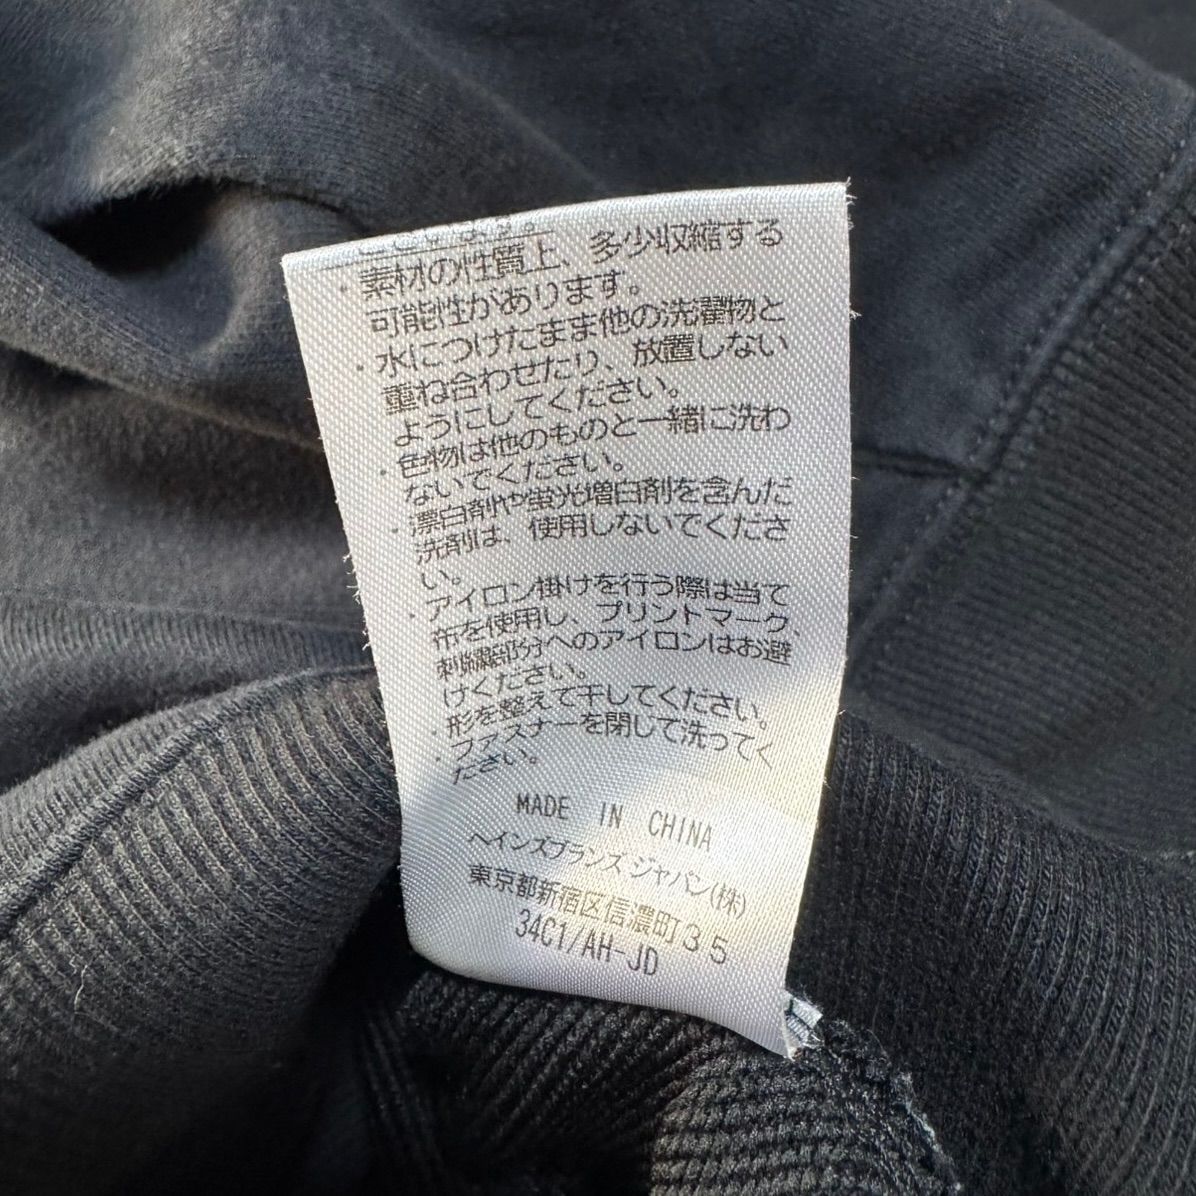 ・素材の性質上、多少収縮する
可能性があります。
・水につけたまま他の洗濯物と
重ね合わせたり、放置しない
ようにしてください。
・色物は他のものと一緒に洗わ
ないでください。
・漂白剤や蛍光増白剤を含んだ
洗剤は、使用しないでくださ
い。
・アイロン掛けを行う際は当て
布を使用し、プリントマーク、
刺繍部分へのアイロンはお避
けください。
・形を整えて干してください。
・ファスナーを閉じて洗ってく
ださい。
MADE IN CHINA
ヘインズブランズ ジャパン(株)
東京都新宿区信濃町35
34C1/AH-JD